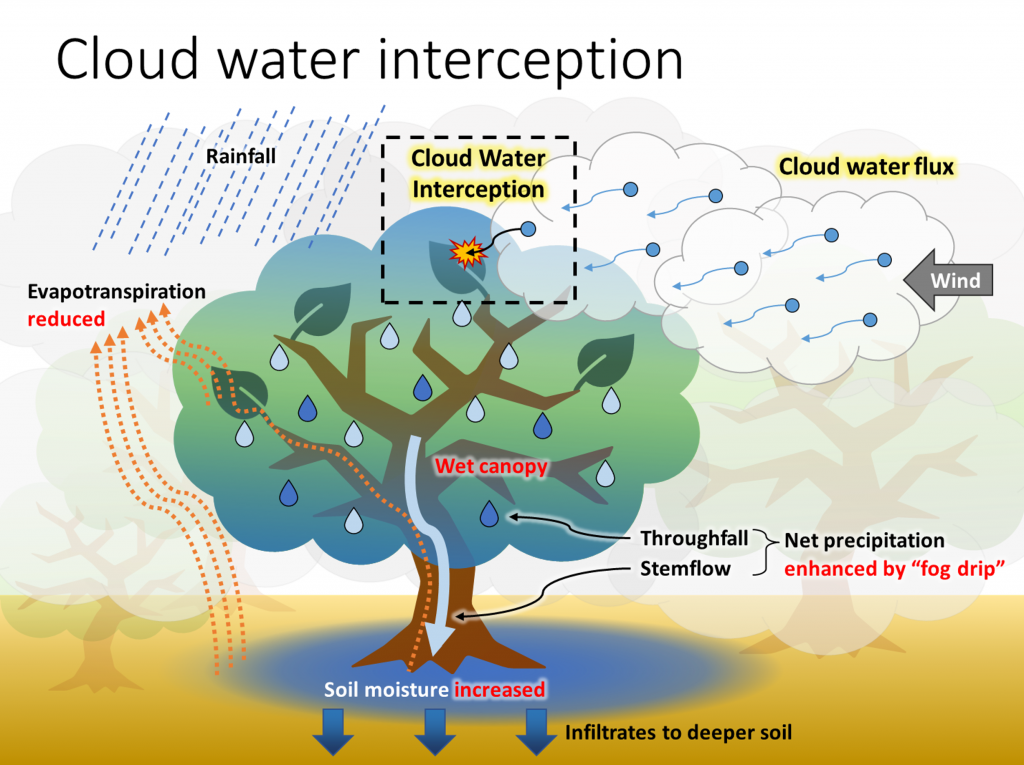 Cloud water interception
Rainfall
Cloud Water
Interception
Cloud water flux
Wind
Evapotranspiration
reduced
Wet canopy
Throughfall
Stemflow
Net precipitation
enhanced by “fog drip”
Soil moisture increased
Infiltrates to deeper soil